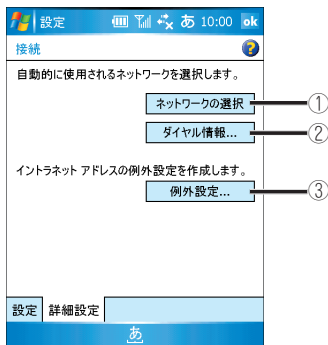 設定 あ 10:00 ok
接続
自動的に使用されるネットワークを選択します。
ネットワークの選択 ①
ダイヤル情報... ②
イントラネット アドレスの例外設定を作成します。
例外設定... ③
設定 詳細設定
あ